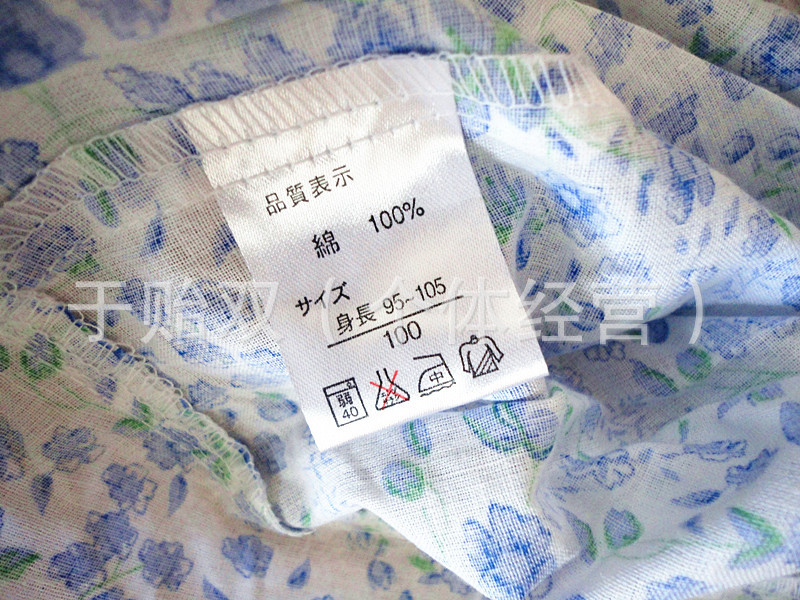 品質表示
綿 100%
サイズ
身長 95~105
100
弱
40
中
于贻双(个体经营)